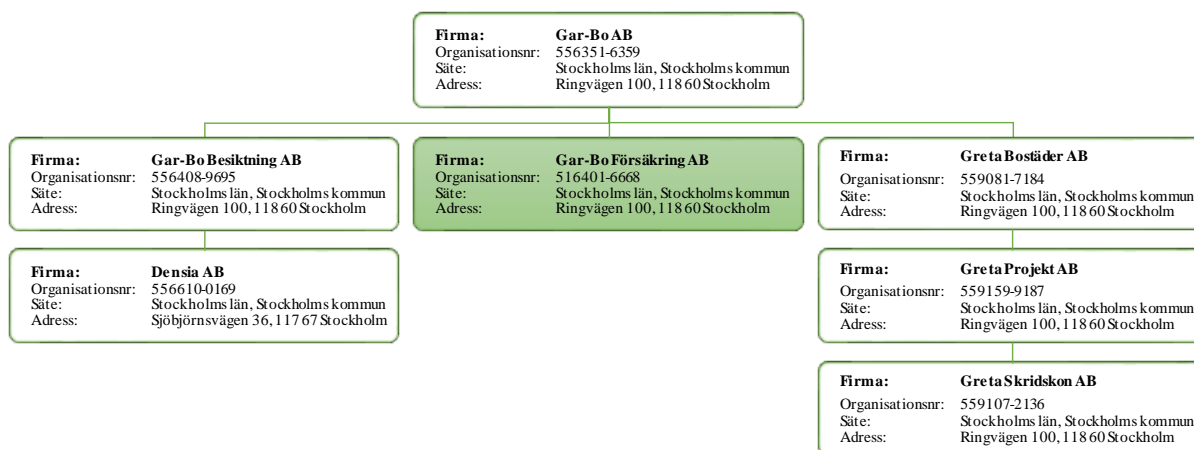 Firma: Gar-Bo AB
Organisationsnr: 556351-6359
Säte: Stockholms län, Stockholms kommun
Adress: Ringvägen 100, 118 60 Stockholm
Firma: Gar-Bo Besiktning AB
Organisationsnr: 556408-9695
Säte: Stockholms län, Stockholms kommun
Adress: Ringvägen 100, 118 60 Stockholm
Firma: Gar-Bo Försäkring AB
Organisationsnr: 516401-6668
Säte: Stockholms län, Stockholms kommun
Adress: Ringvägen 100, 118 60 Stockholm
Firma: Greta Bostäder AB
Organisationsnr: 559081-7184
Säte: Stockholms län, Stockholms kommun
Adress: Ringvägen 100, 118 60 Stockholm
Firma: Densia AB
Organisationsnr: 556610-0169
Säte: Stockholms län, Stockholms kommun
Adress: Sjöbjörnsvägen 36, 117 67 Stockholm
Firma: Greta Projekt AB
Organisationsnr: 559159-9187
Säte: Stockholms län, Stockholms kommun
Adress: Ringvägen 100, 118 60 Stockholm
Firma: Greta Skridskon AB
Organisationsnr: 559107-2136
Säte: Stockholms län, Stockholms kommun
Adress: Ringvägen 100, 118 60 Stockholm